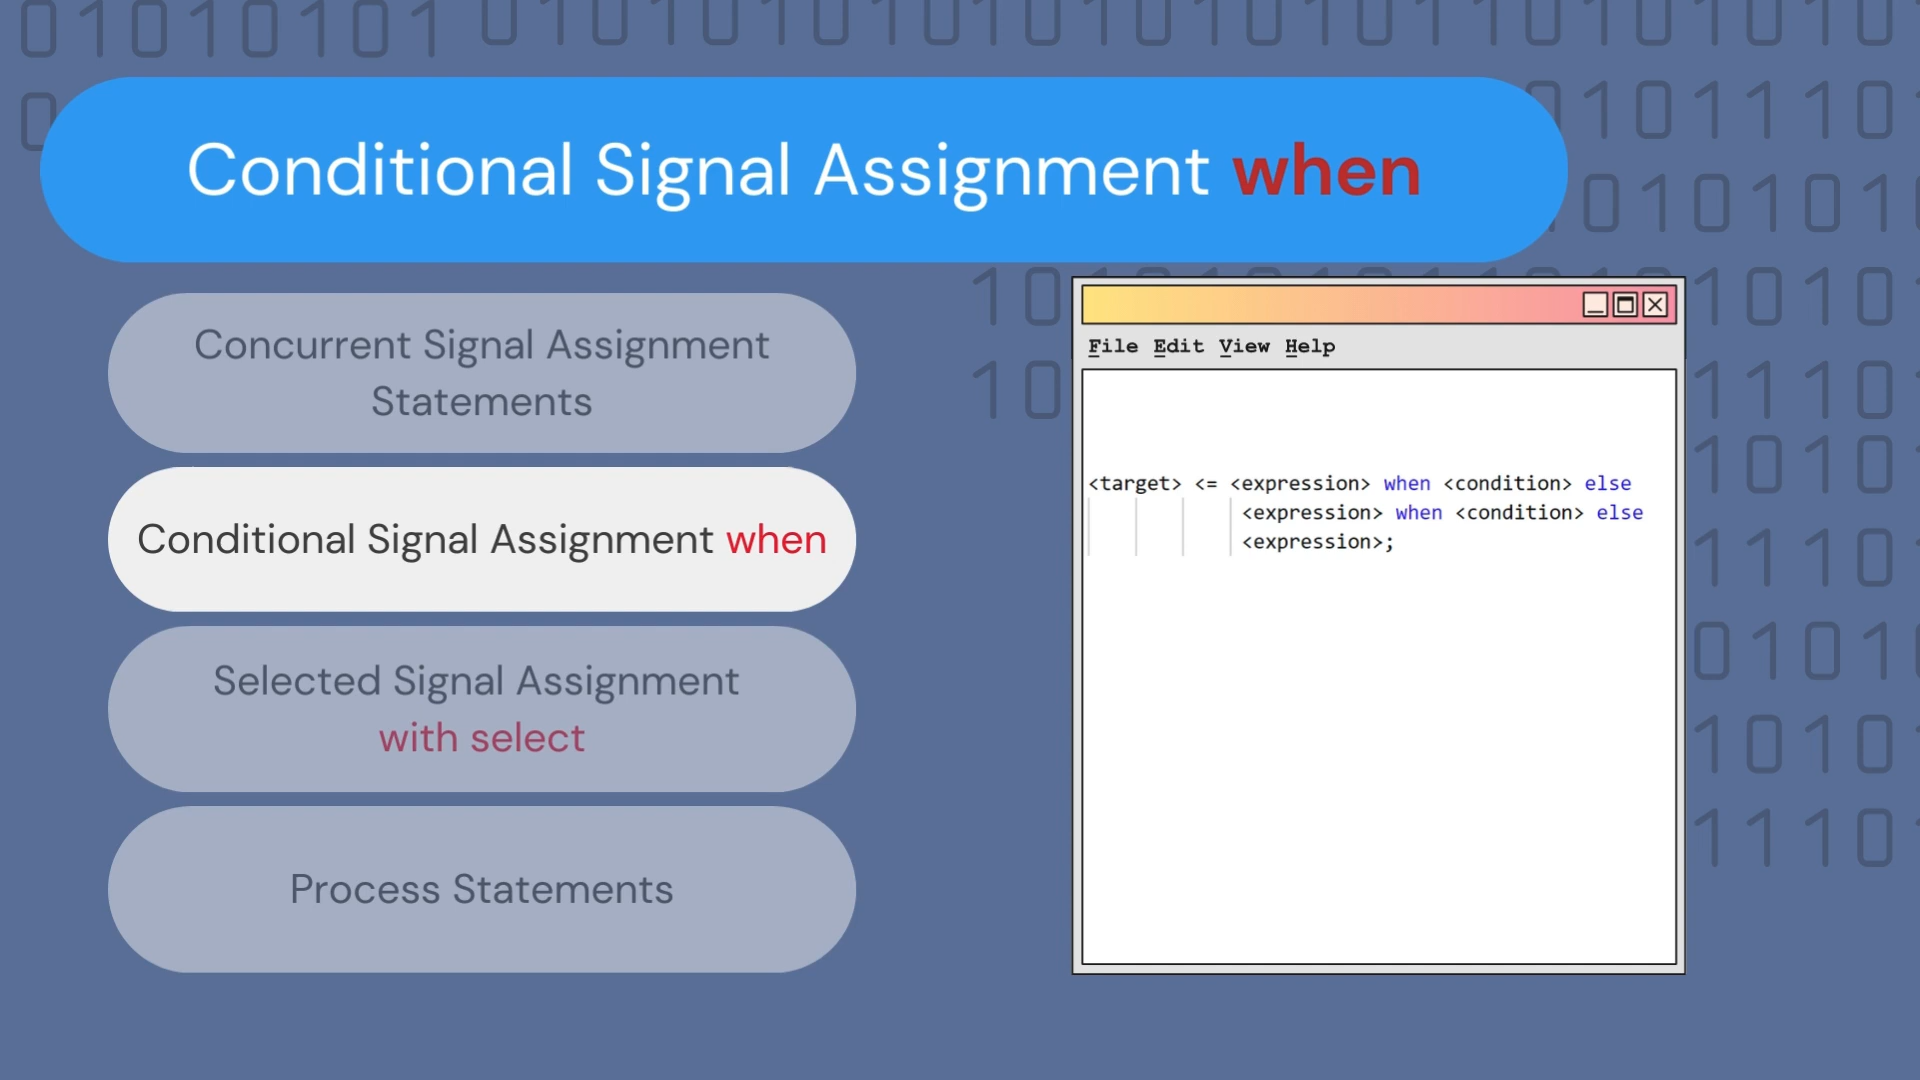 Conditional Signal Assignment when
Concurrent Signal Assignment
Statements
Conditional Signal Assignment when
Selected Signal Assignment
with select
Process Statements
File Edit View Help
<target> <= <expression> when <condition> else
<expression> when <condition> else
<expression>;